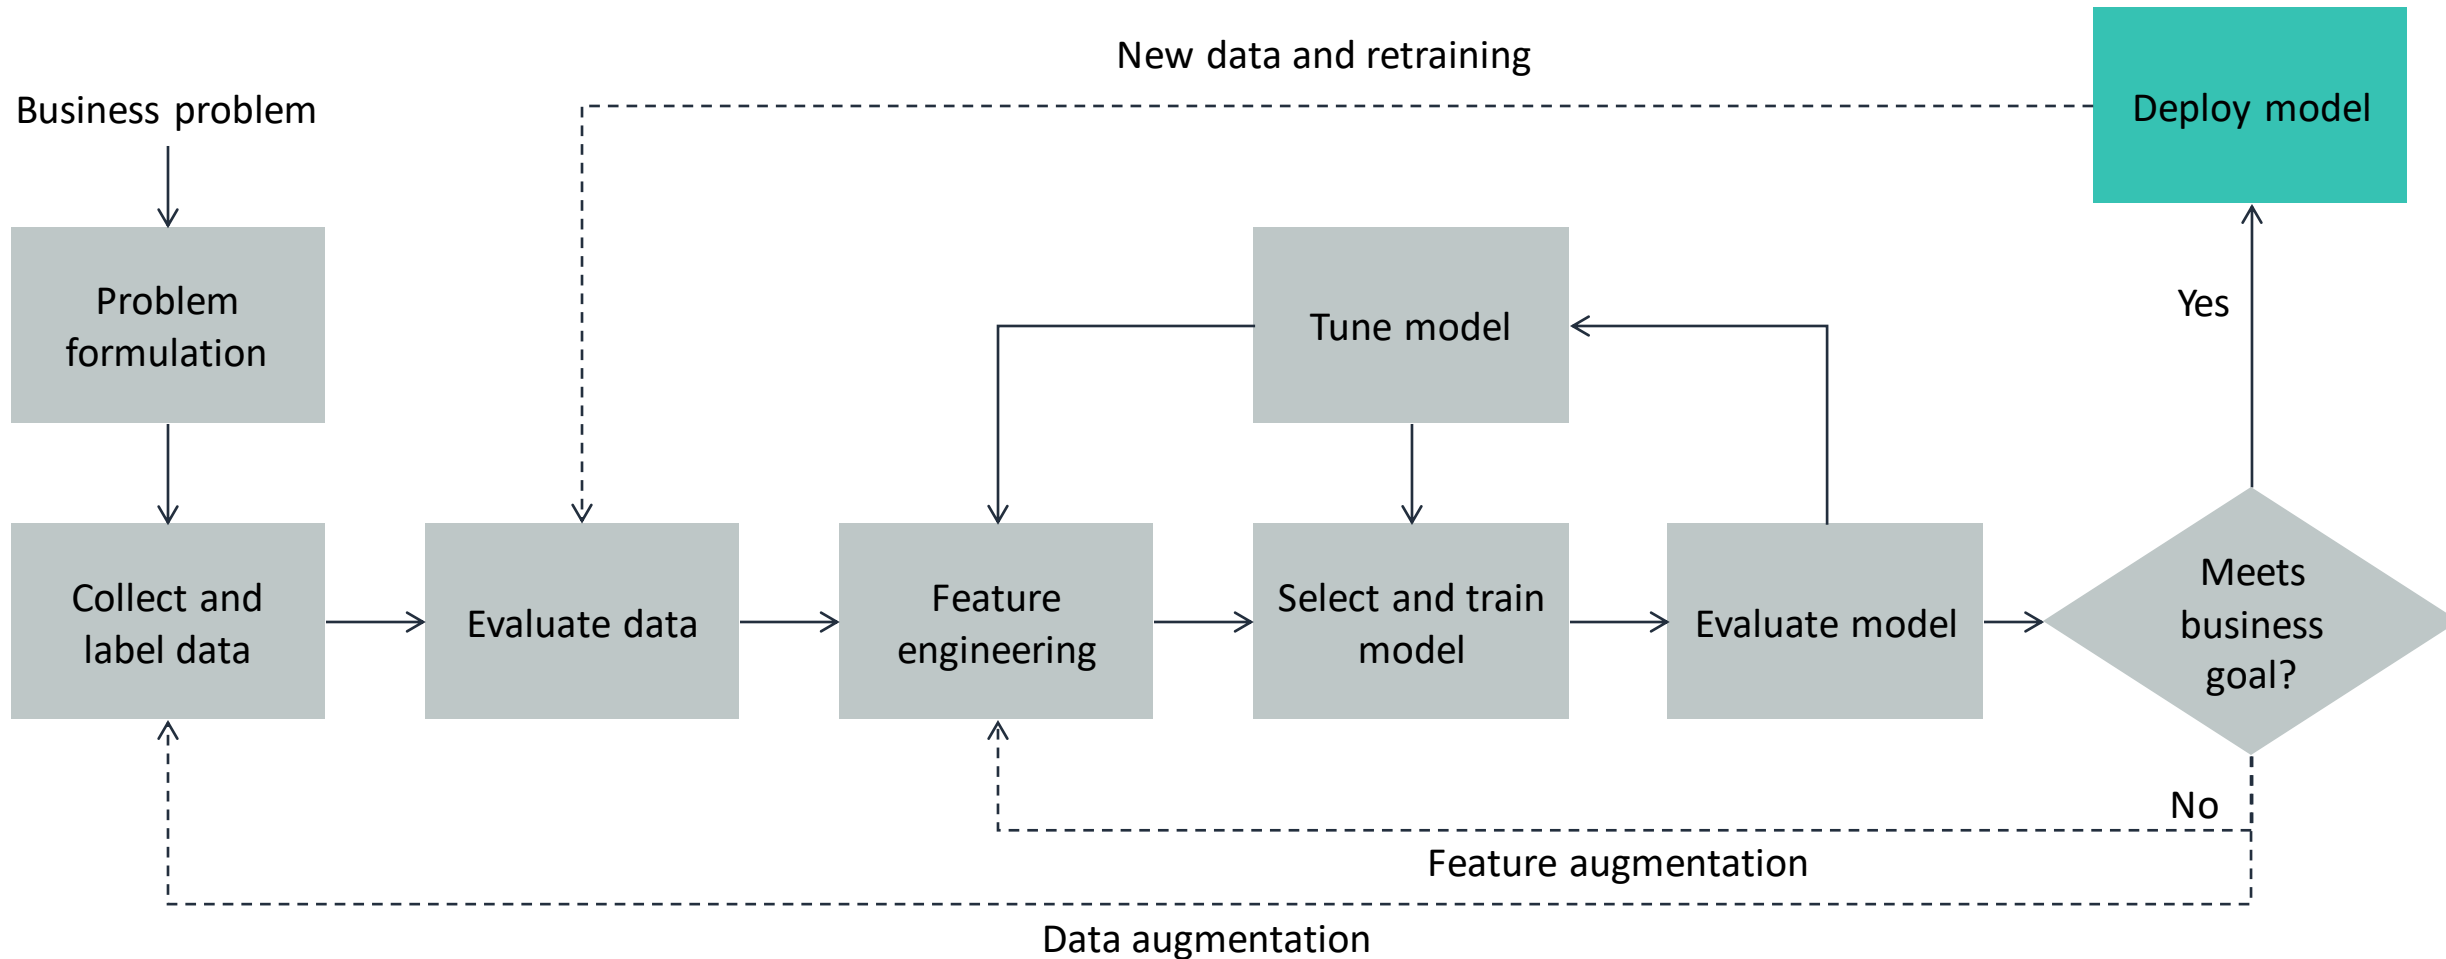 New data and retraining
Deploy model
Business problem
Problem
formulation
Tune model
Yes
Collect and
label data
Evaluate data
Feature
engineering
Select and train
model
Evaluate model
Meets
business
goal?
No
Feature augmentation
Data augmentation